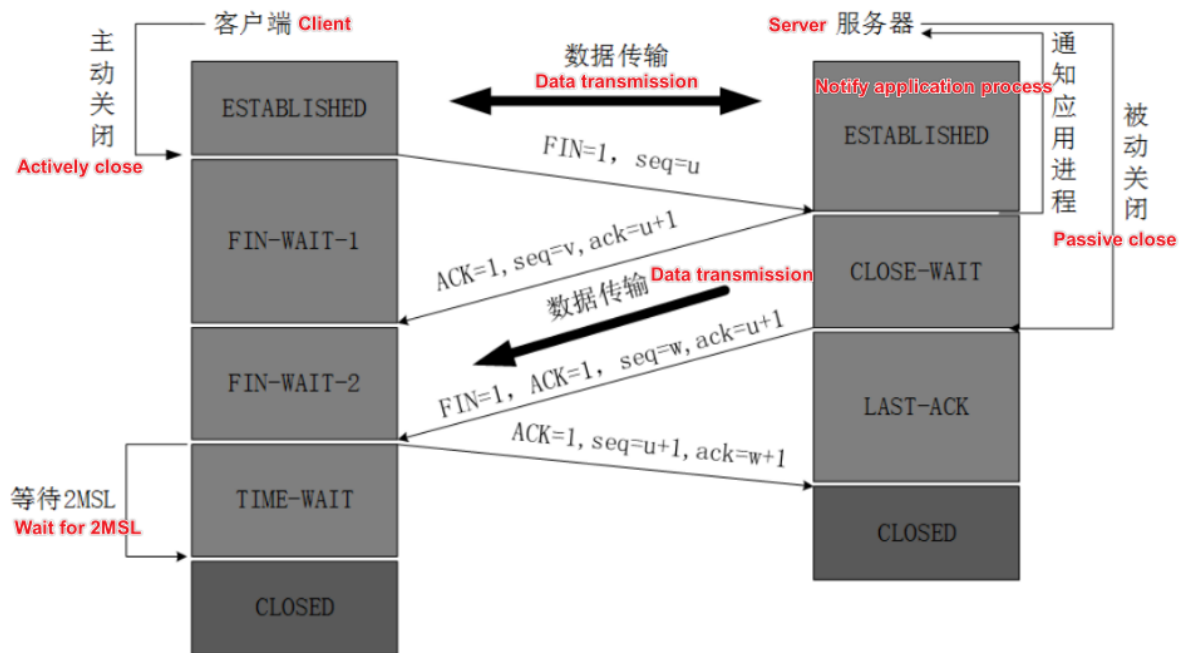 客户端 Client
Server 服务器
主动关闭
Actively close
数据传输
Data transmission
通知应用进程
Notify application process
被动关闭
Passive close
ESTABLISHED
ESTABLISHED
FIN=1, seq=u
FIN-WAIT-1
ACK=1,seq=v,ack=u+1
CLOSE-WAIT
数据传输
Data transmission
FIN-WAIT-2
FIN=1, ACK=1, seq=w,ack=u+1
LAST-ACK
ACK=1,seq=u+1,ack=w+1
等待2MSL
Wait for 2MSL
TIME-WAIT
CLOSED
CLOSED